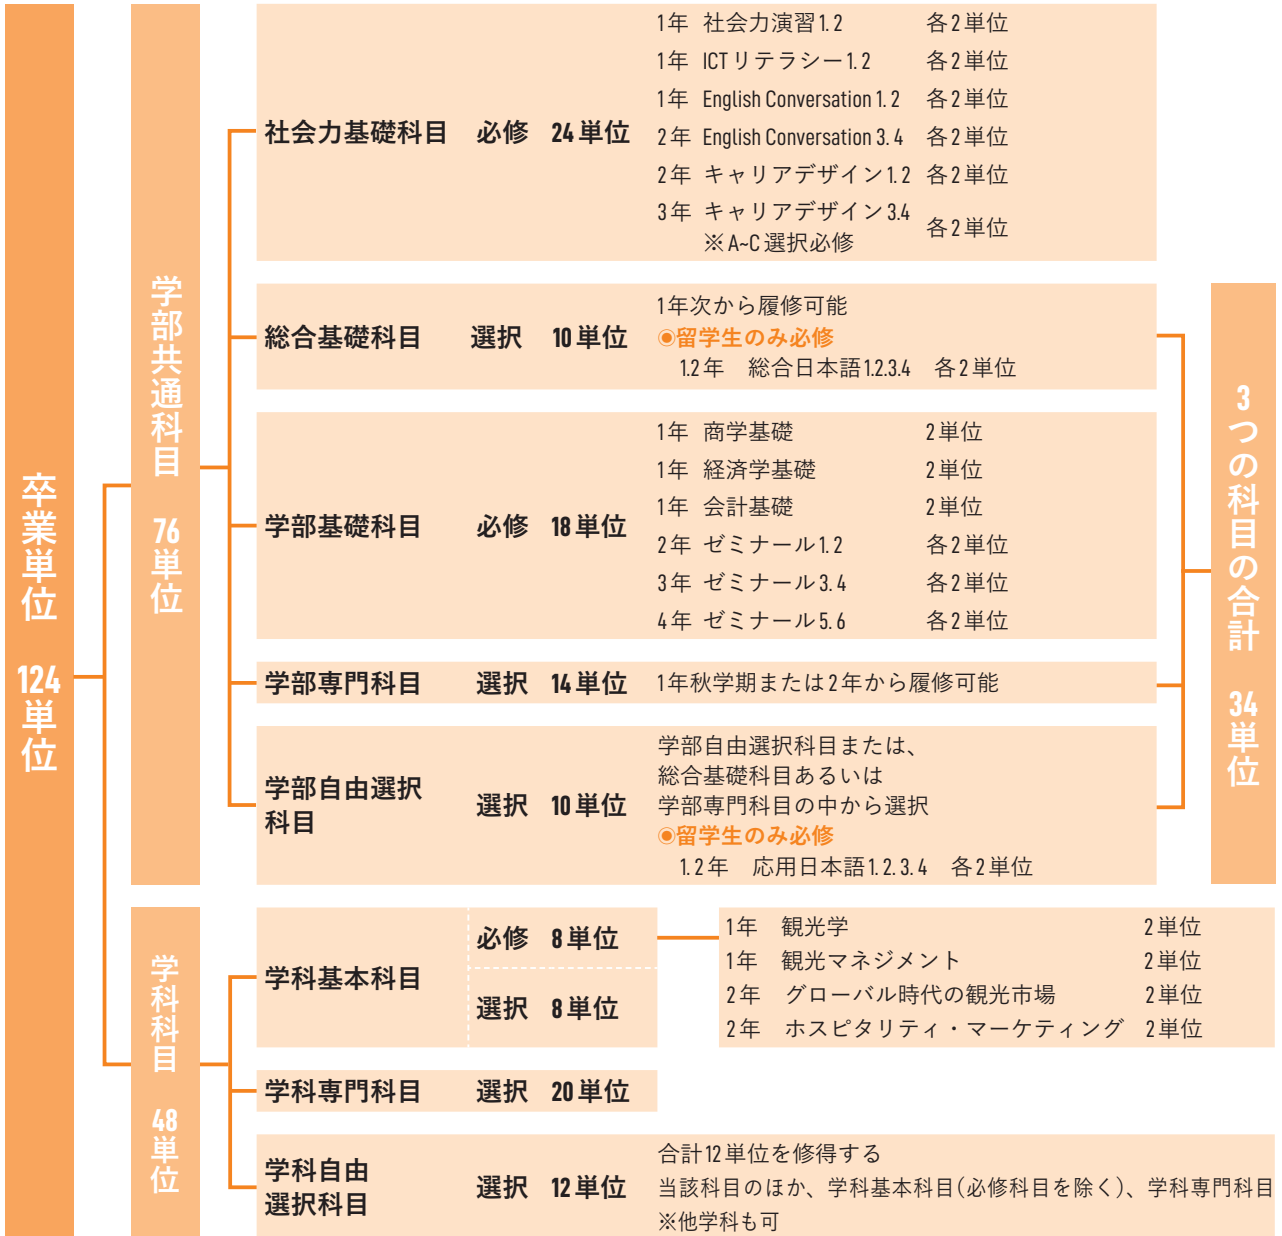 卒業単位 124単位
学部共通科目 76単位
社会力基礎科目 必修 24単位
1年 社会力演習1.2 各2単位
1年 ICTリテラシー1.2 各2単位
1年 English Conversation 1.2 各2単位
2年 English Conversation 3.4 各2単位
2年 キャリアデザイン1.2 各2単位
3年 キャリアデザイン3.4 各2単位
※A~C選択必修
総合基礎科目 選択 10単位
1年次から履修可能
◉留学生のみ必修
1.2年 総合日本語1.2.3.4 各2単位
学部基礎科目 必修 18単位
1年 商学基礎 2単位
1年 経済学基礎 2単位
1年 会計基礎 2単位
2年 ゼミナール1.2 各2単位
3年 ゼミナール3.4 各2単位
4年 ゼミナール5.6 各2単位
学部専門科目 選択 14単位 1年秋学期または2年から履修可能
学部自由選択
科目
選択 10単位
学部自由選択科目または、
総合基礎科目あるいは
学部専門科目の中から選択
◉留学生のみ必修
1.2年 応用日本語1.2.3.4 各2単位
3つの科目の合計 34単位
学科科目 48単位
学科基本科目
必修 8単位
選択 8単位
1年 観光学 2単位
1年 観光マネジメント 2単位
2年 グローバル時代の観光市場 2単位
2年 ホスピタリティ・マーケティング 2単位
学科専門科目 選択 20単位
学科自由
選択科目
選択 12単位
合計12単位を修得する
当該科目のほか、学科基本科目(必修科目を除く)、学科専門科目
※他学科も可